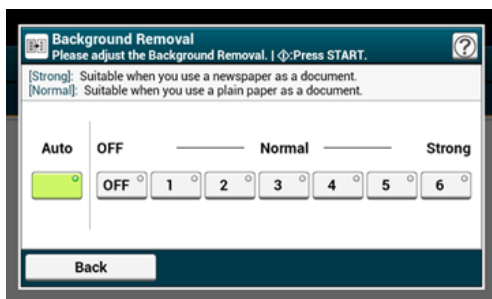 Background Removal
Please adjust the Background Removal. | :Press START.
[Strong]: Suitable when you use a newspaper as a document.
[Normal]: Suitable when you use a plain paper as a document.
Auto OFF Normal Strong
OFF 1 2 3 4 5 6
Back